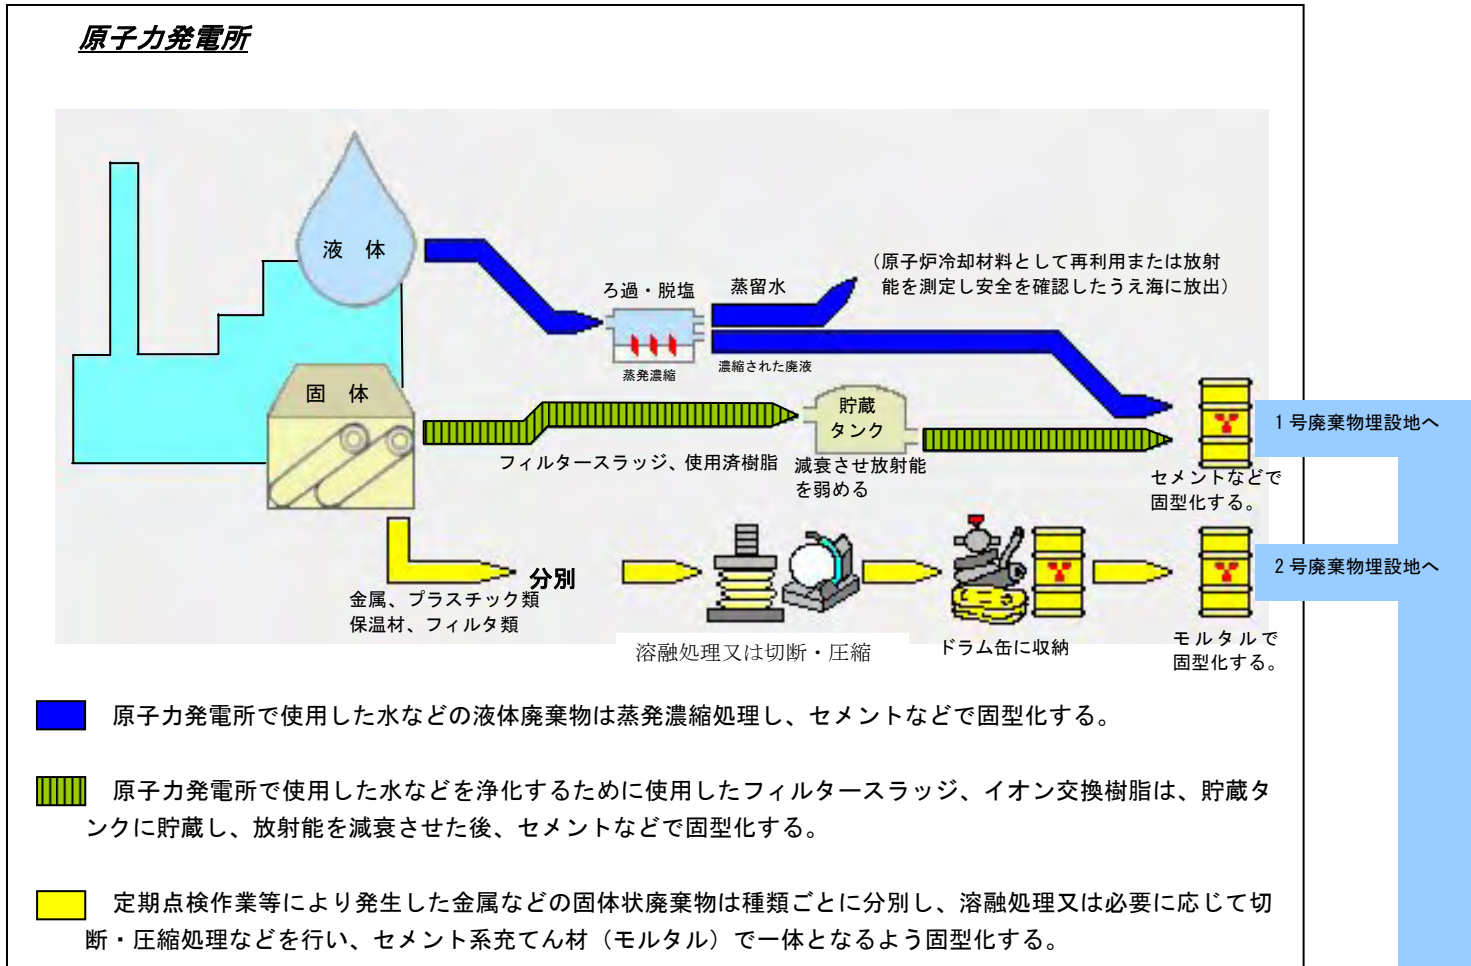 原子力発電所
液 体
(原子炉冷却材料として再利用または放射
能を測定し安全を確認したうえ海に放出)
ろ過・脱塩
蒸留水
蒸発濃縮
濃縮された廃液
固 体
貯蔵
タンク
1号廃棄物埋設地へ
フィルタースラッジ、使用済樹脂
減衰させ放射能
を弱める
セメントなどで
固型化する。
分別
2号廃棄物埋設地へ
金属、プラスチック類
保温材、フィルタ類
溶融処理又は切断・圧縮
ドラム缶に収納
モルタルで
固型化する。
原子力発電所で使用した水などの液体廃棄物は蒸発濃縮処理し、セメントなどで固型化する。
原子力発電所で使用した水などを浄化するために使用したフィルタースラッジ、イオン交換樹脂は、貯蔵タ
ンクに貯蔵し、放射能を減衰させた後、セメントなどで固型化する。
定期点検作業等により発生した金属などの固体状廃棄物は種類ごとに分別し、溶融処理又は必要に応じて切
断・圧縮処理などを行い、セメント系充てん材(モルタル)で一体となるよう固型化する。